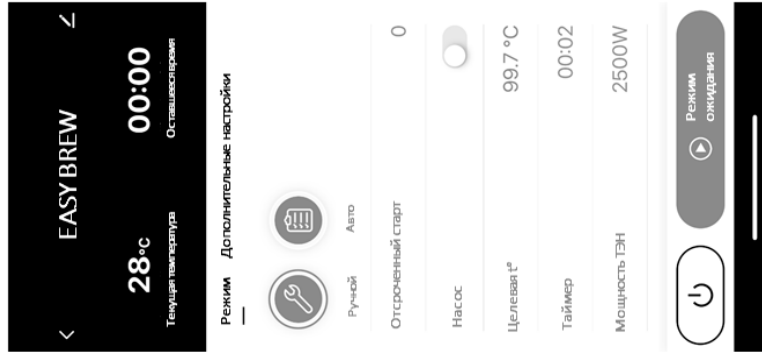 EASY BREW
28°C
00:00
Текущая температура
Оставшееся время
Режим
Дополнительные настройки
Ручной
Авто
Отсроченный старт
0
Насос
Целевая t°
99.7 °C
Таймер
00:02
Мощность ТЭН
2500W
Режим
ожидания